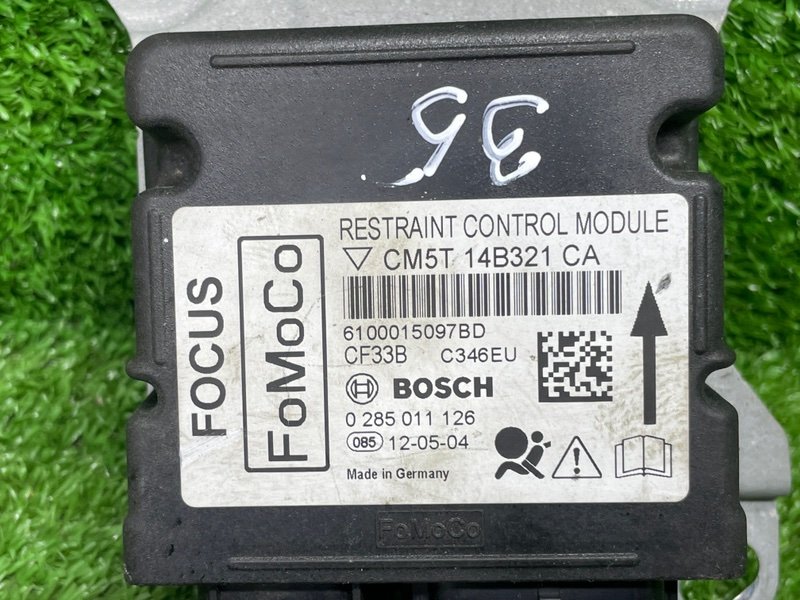 36
RESTRAINT CONTROL MODULE
CM5T 14B321 CA
6100015097BD
CF33B C346EU
BOSCH
0 285 011 126
085 12-05-04
Made in Germany
FOCUS
FoMoCo
FoMoCo